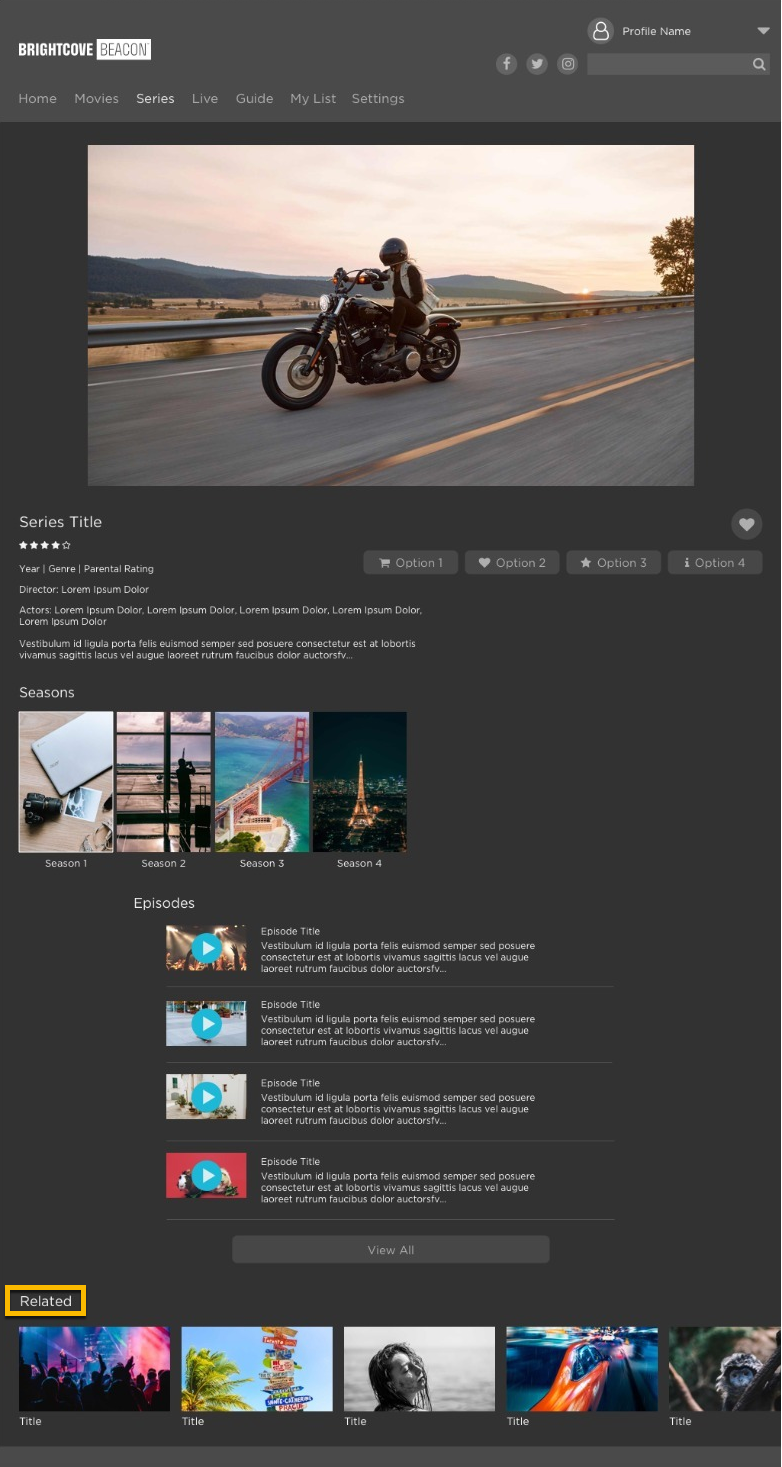 BRIGHTCOVE BEACON
Profile Name
Home Movies Series Live Guide My List Settings
Series Title
Year | Genre | Parental Rating
Option 1 Option 2 Option 3 Option 4
Director: Lorem Ipsum Dolor
Actors: Lorem Ipsum Dolor, Lorem Ipsum Dolor, Lorem Ipsum Dolor, Lorem Ipsum Dolor,
Lorem Ipsum Dolor
Vestibulum id ligula porta felis euismod semper sed posuere consectetur est at lobortis
vivamus sagittis lacus vel augue laoreet rutrum faucibus dolor auctorsfv...
Seasons
Season 1 Season 2 Season 3 Season 4
Episodes
Episode Title
Vestibulum id ligula porta felis euismod semper sed posuere
consectetur est at lobortis vivamus sagittis lacus vel augue
laoreet rutrum faucibus dolor auctorsfv...
Episode Title
Vestibulum id ligula porta felis euismod semper sed posuere
consectetur est at lobortis vivamus sagittis lacus vel augue
laoreet rutrum faucibus dolor auctorsfv...
Episode Title
Vestibulum id ligula porta felis euismod semper sed posuere
consectetur est at lobortis vivamus sagittis lacus vel augue
laoreet rutrum faucibus dolor auctorsfv...
Episode Title
Vestibulum id ligula porta felis euismod semper sed posuere
consectetur est at lobortis vivamus sagittis lacus vel augue
laoreet rutrum faucibus dolor auctorsfv...
View All
Related
Title Title Title Title Title